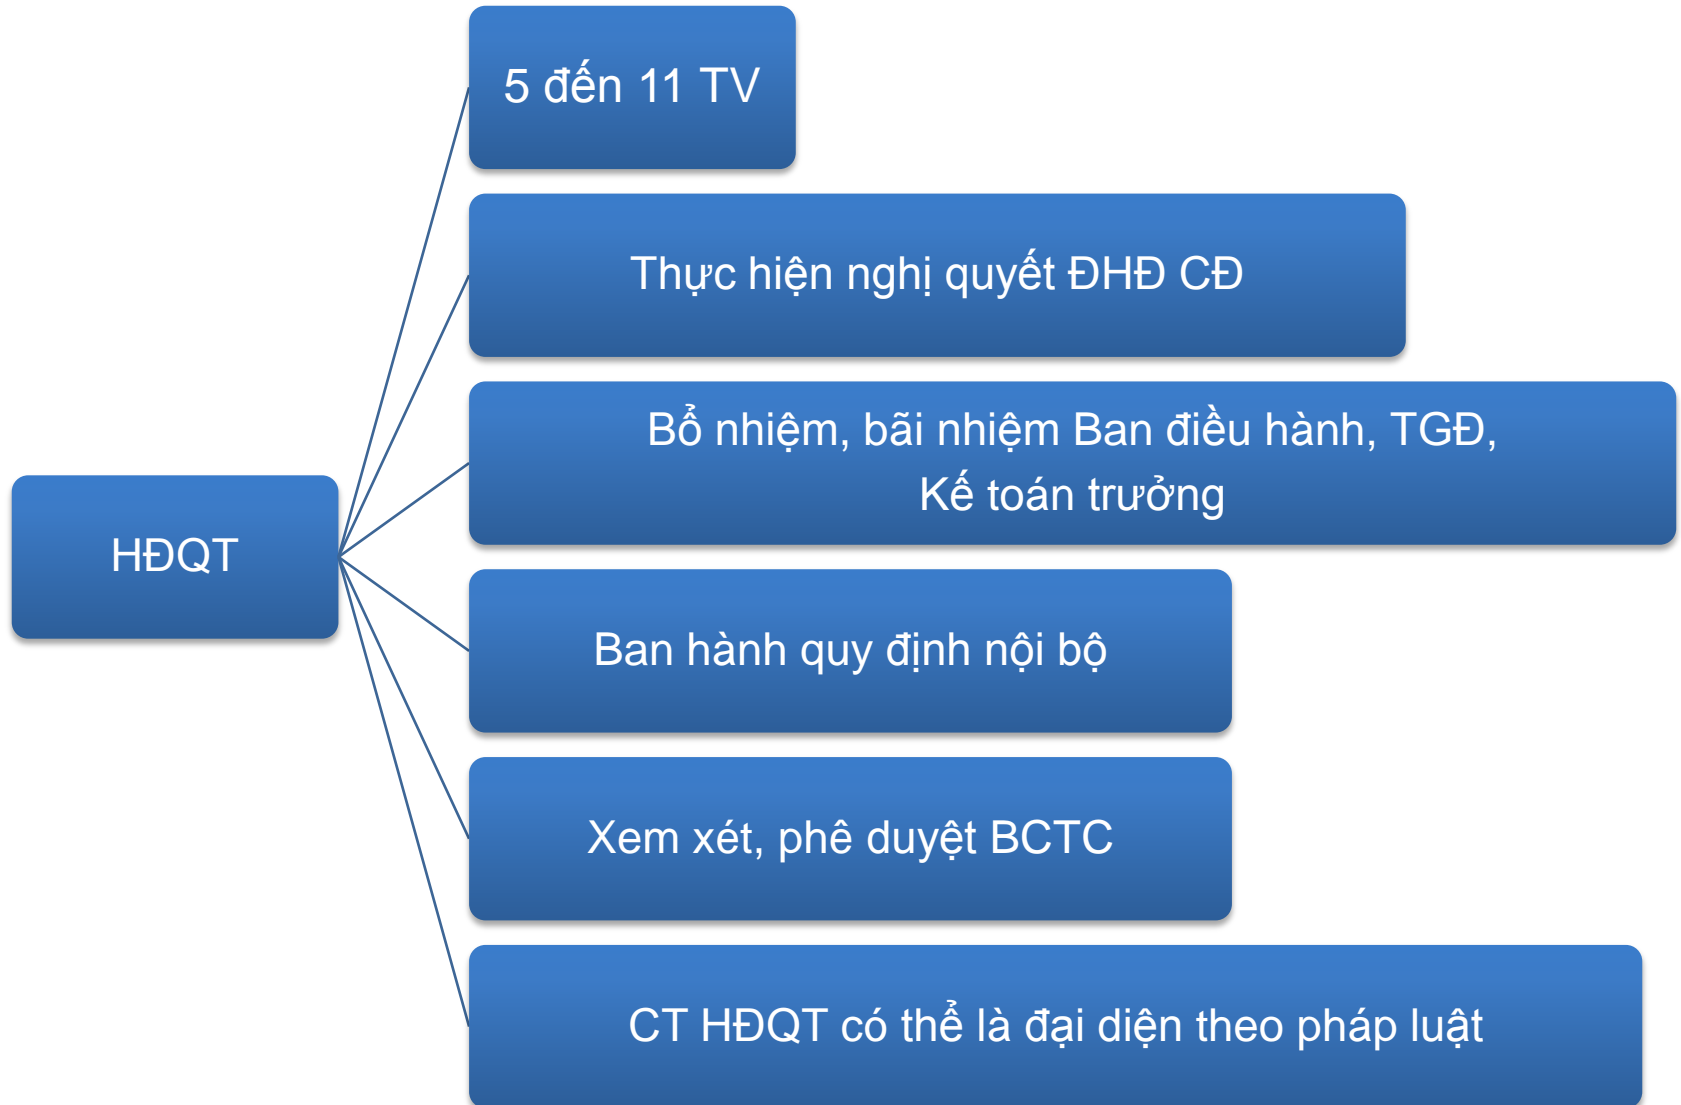 5 đến 11 TV
Thực hiện nghị quyết ĐHĐ CĐ
Bổ nhiệm, bãi nhiệm Ban điều hành, TGĐ,
Kế toán trưởng
HĐQT
Ban hành quy định nội bộ
Xem xét, phê duyệt BCTC
CT HĐQT có thể là đại diện theo pháp luật